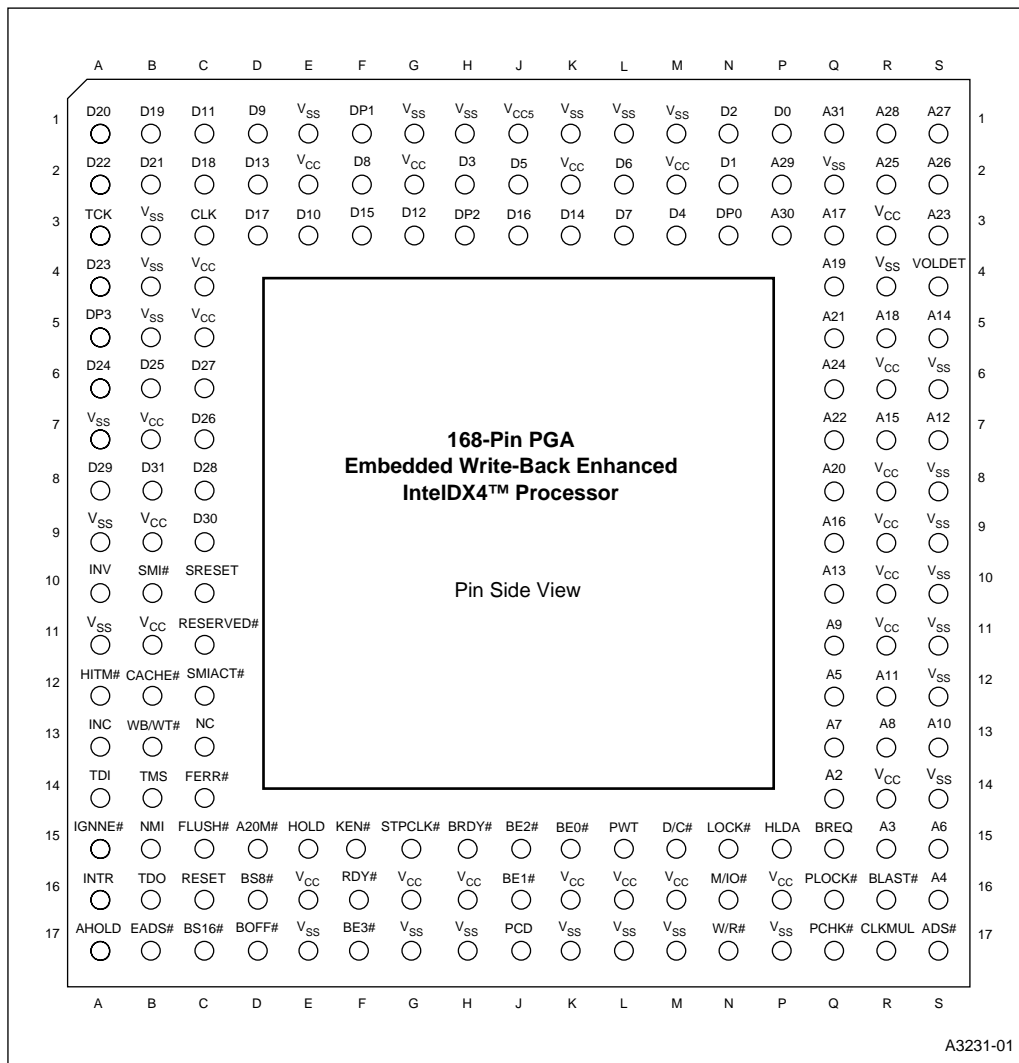 A B C D E F G H J K L M N P Q R S
D20 D19 D11 D9 VSS DP1 VSS VSS VCC5 VSS VSS VSS D2 D0 A31 A28 A27
1 1
D22 D21 D18 D13 VCC D8 VCC D3 D5 VCC D6 VCC D1 A29 VSS A25 A26
2 2
TCK VSS CLK D17 D10 D15 D12 DP2 D16 D14 D7 D4 DP0 A30 A17 VCC A23
3 3
D23 VSS VCC A19 VSS VOLDET
4 4
DP3 VSS VCC A21 A18 A14
5 5
D24 D25 D27 A24 VCC VSS
6 6
VSS VCC D26 A22 A15 A12
7 7
168-Pin PGA
Embedded Write-Back Enhanced
IntelDX4™ Processor
D29 D31 D28 A20 VCC VSS
8 8
VSS VCC D30 A16 VCC VSS
9 9
INV SMI# SRESET A13 VCC VSS
10 10
Pin Side View
VSS VCC RESERVED# A9 VCC VSS
11 11
HITM# CACHE# SMIACT# A5 A11 VSS
12 12
INC WB/WT# NC A7 A8 A10
13 13
TDI TMS FERR# A2 VCC VSS
14 14
IGNNE# NMI FLUSH# A20M# HOLD KEN# STPCLK# BRDY# BE2# BE0# PWT D/C# LOCK# HLDA BREQ A3 A6
15 15
INTR TDO RESET BS8# VCC RDY# VCC VCC BE1# VCC VCC VCC M/IO# VCC PLOCK# BLAST# A4
16 16
AHOLD EADS# BS16# BOFF# VSS BE3# VSS VSS PCD VSS VSS VSS W/R# VSS PCHK# CLKMUL ADS#
17 17
A B C D E F G H J K L M N P Q R S
A3231-01